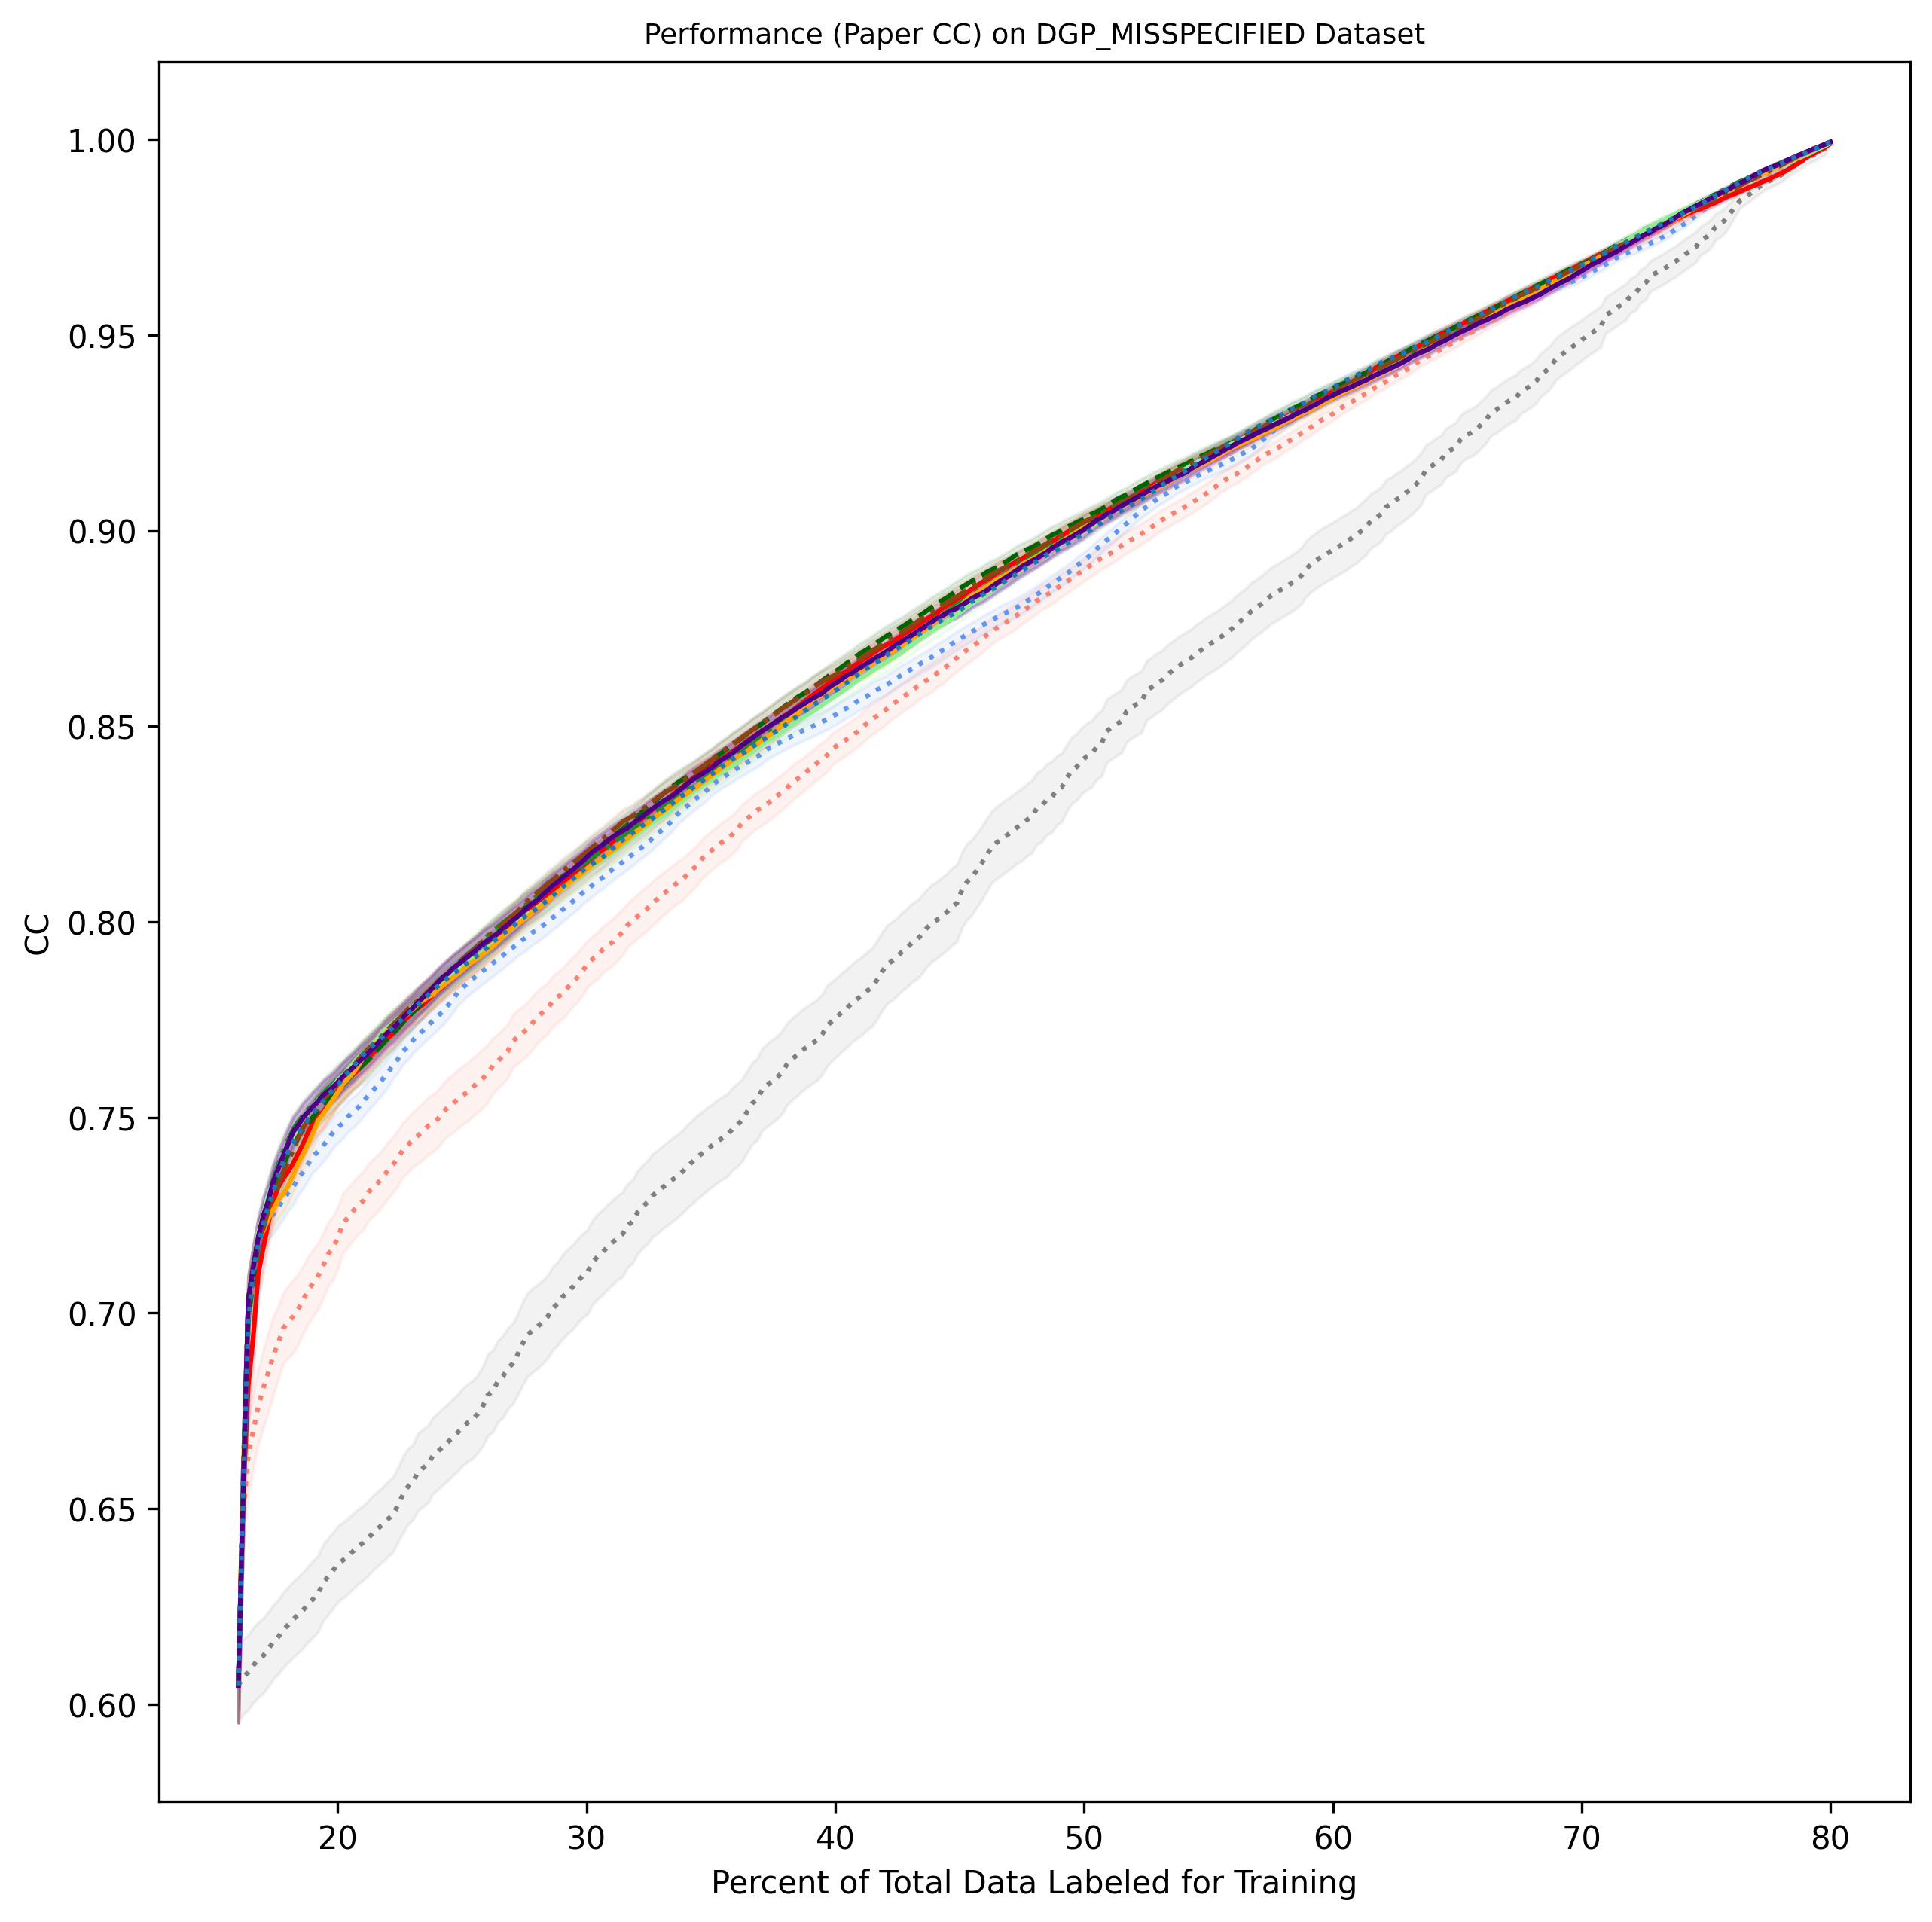 Performance (Paper CC) on DGP_MISSPECIFIED Dataset
1.00
0.95
0.90
0.85
0.80
0.75
0.70
0.65
0.60
CC
20 30 40 50 60 70 80
Percent of Total Data Labeled for Training